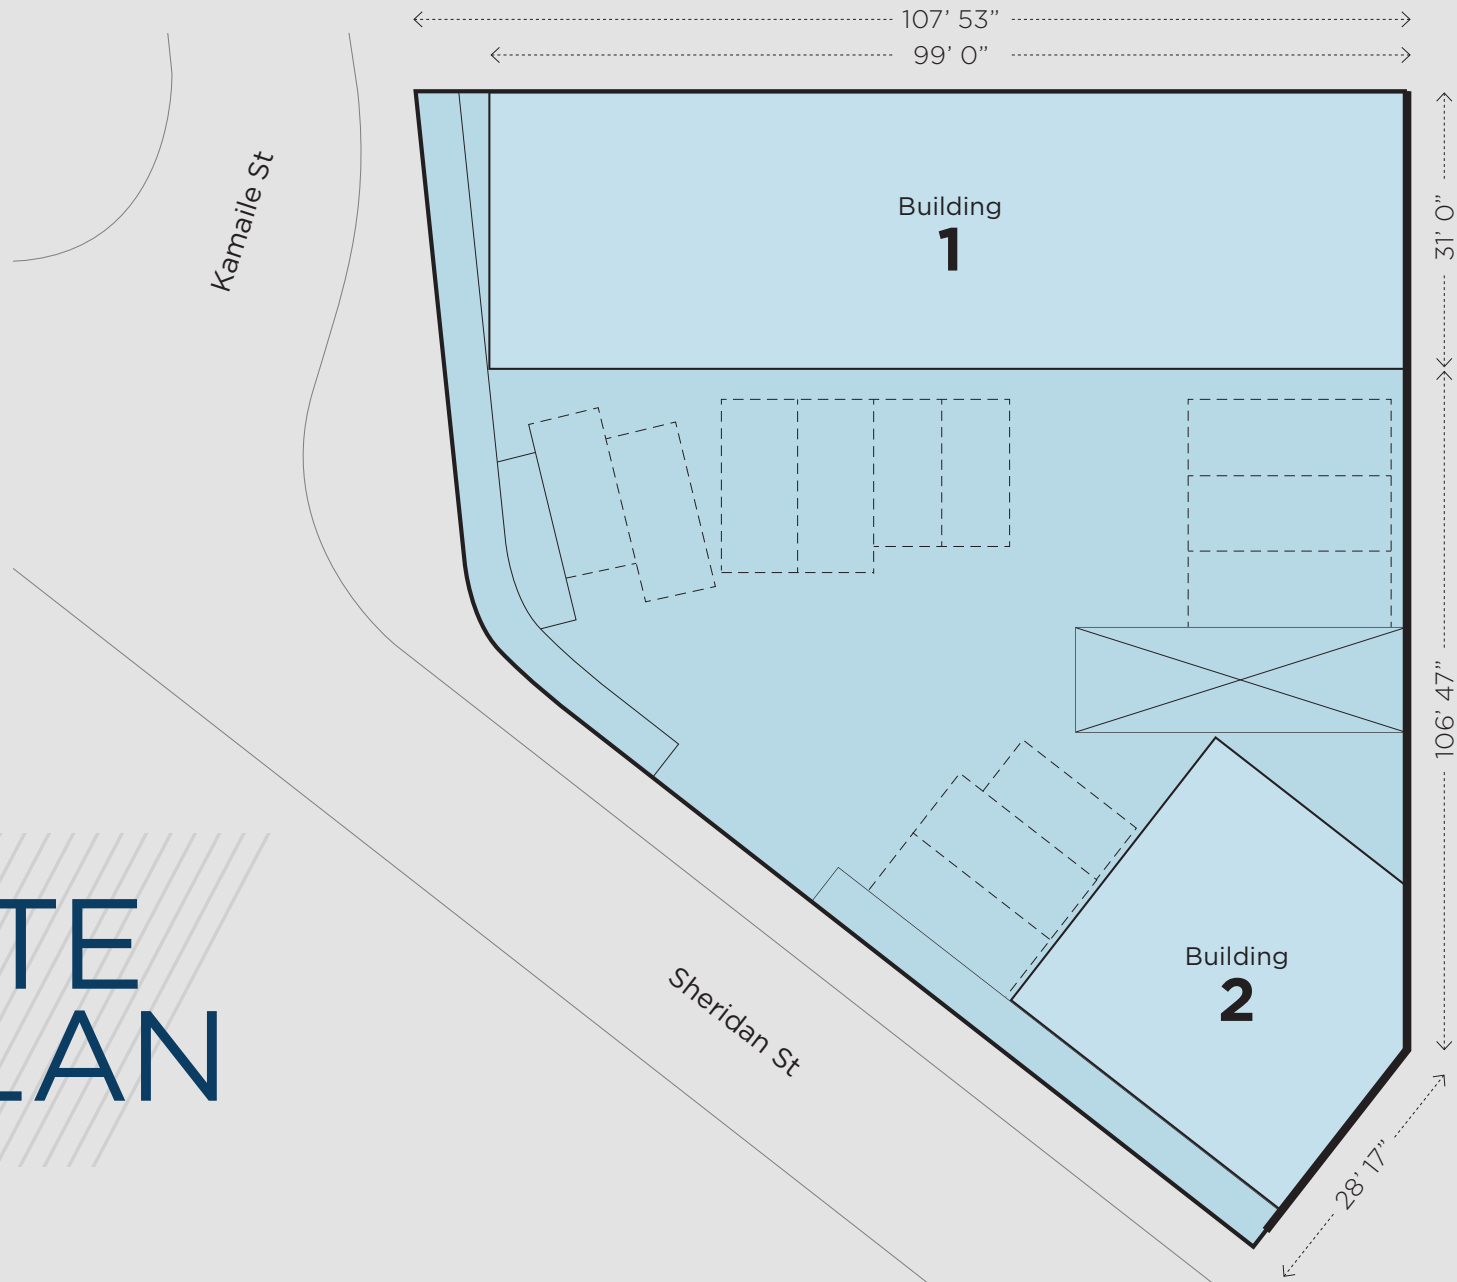 107’ 53”
99’ 0”
Kamaile St
Building
1
31’ 0”
106’ 47”
Building
2
Sheridan St
28’ 17”
TE
LAN